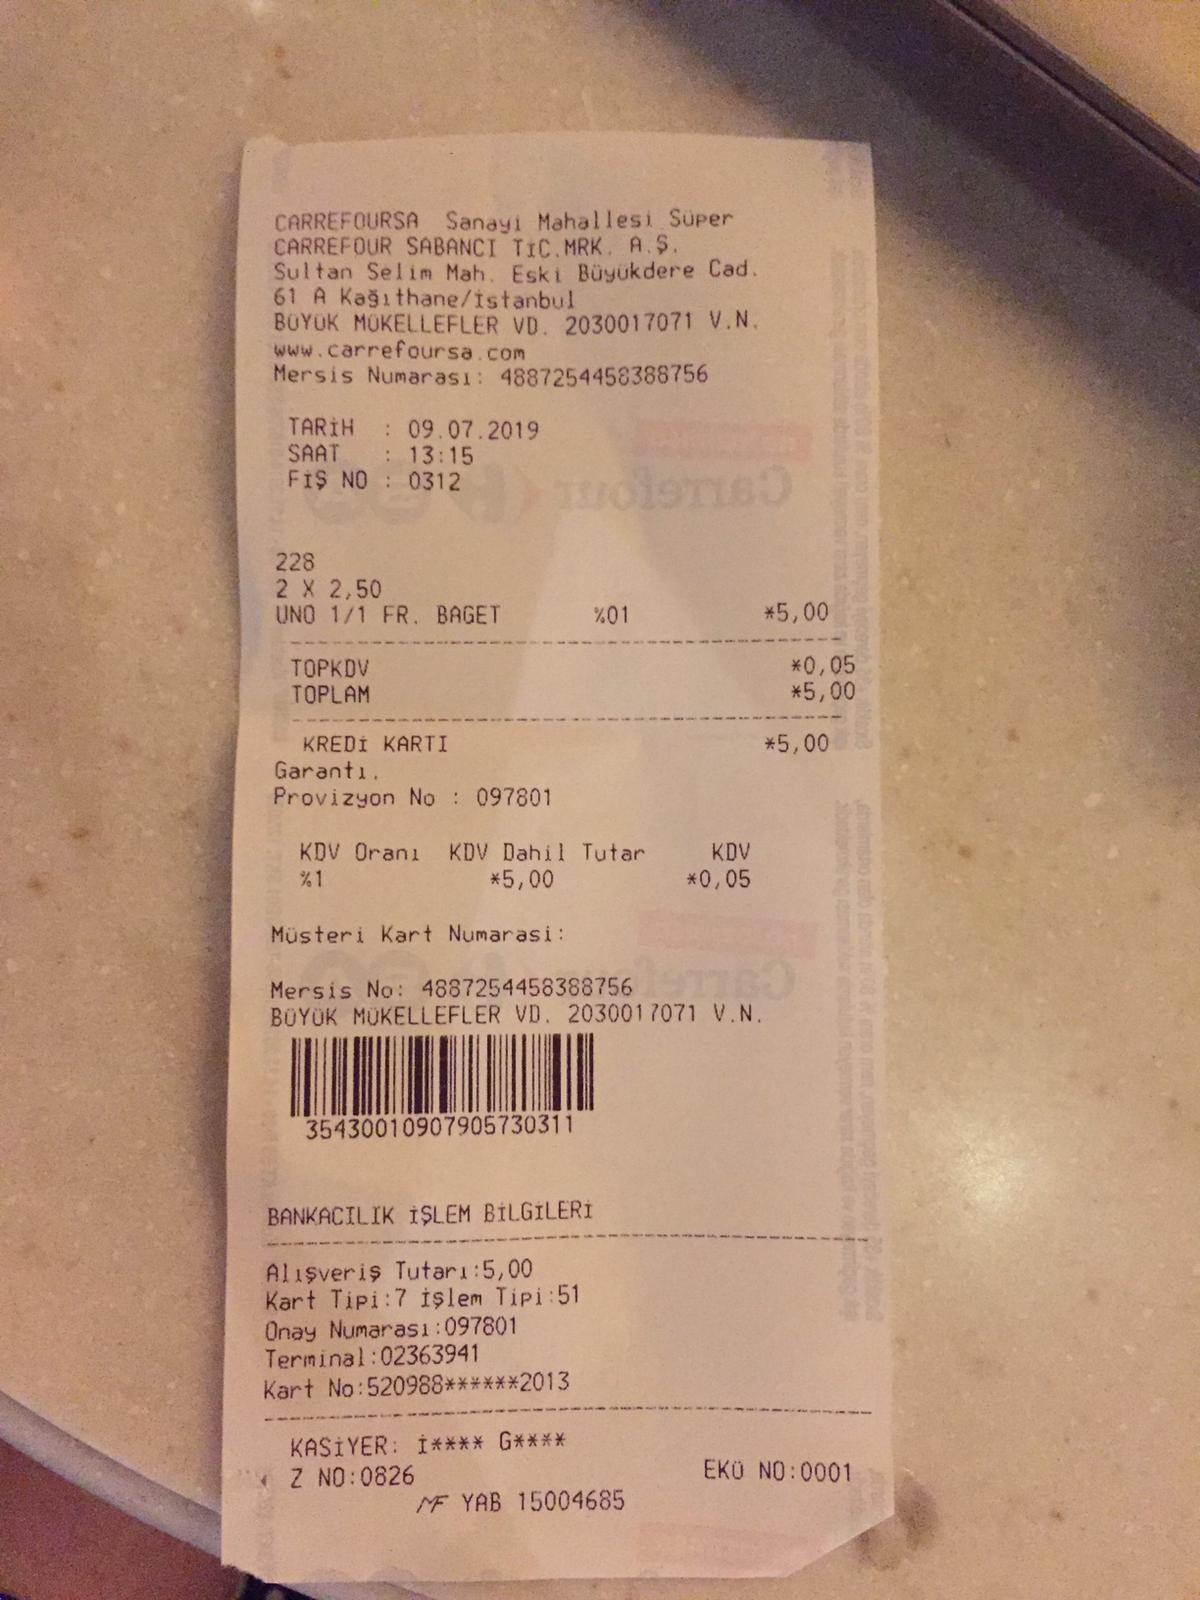 CARREFOURSA Sanayi Mahallesi Süper
CARREFOUR SABANCI TİC.MRK. A.Ş.
Sultan Selim Mah. Eski Büyükdere Cad.
61 A Kağıthane/İstanbul
BÜYÜK MÜKELLEFLER VD. 2030017071 V.N.
www.carrefoursa.com
Mersis Numarası: 4887254458388756
TARİH : 09.07.2019
SAAT : 13:15
FİŞ NO : 0312
228
2 X 2,50
UNO 1/1 FR. BAGET %01 *5,00
TOPKDV *0,05
TOPLAM *5,00
KREDİ KARTI *5,00
Garantı.
Provizyon No : 097801
KDV Oranı KDV Dahil Tutar KDV
%1 *5,00 *0,05
Müsteri Kart Numarasi:
Mersis No: 4887254458388756
BÜYÜK MÜKELLEFLER VD. 2030017071 V.N.
35430010907905730311
BANKACILIK İŞLEM BİLGİLERİ
Alışveriş Tutarı:5,00
Kart Tipi:7 İşlem Tipi:51
Onay Numarası:097801
Terminal:02363941
Kart No:520988******2013
KASİYER: İ**** G****
Z NO:0826 EKÜ NO:0001
MF YAB 15004685